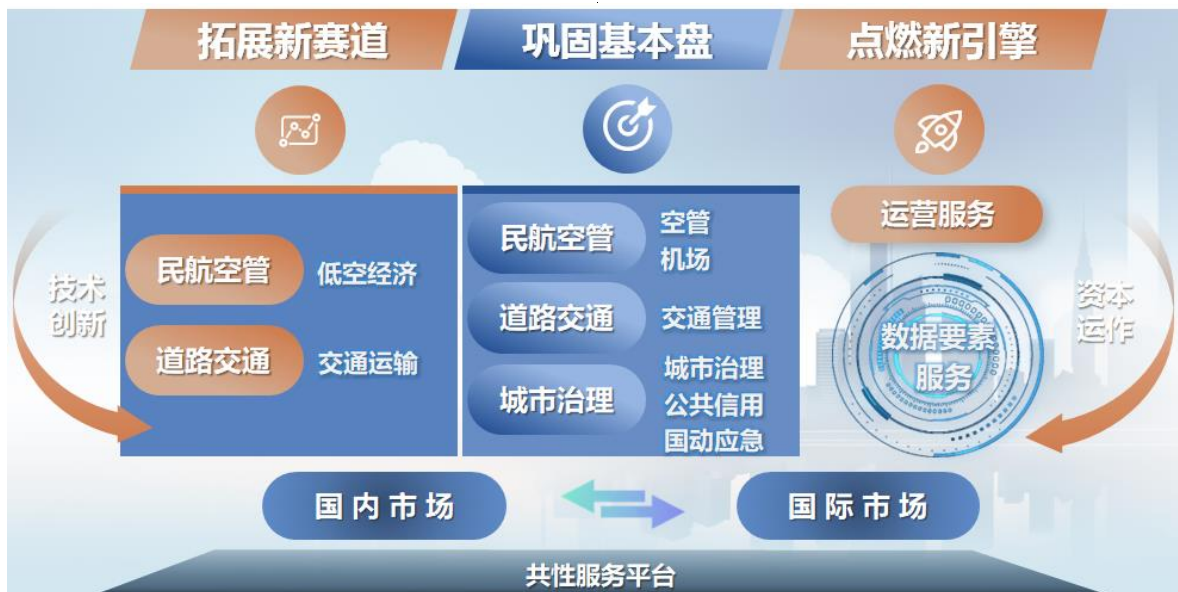 拓展新赛道
巩固基本盘
点燃新引擎
技术
创新
民航空管
低空经济
道路交通
交通运输
民航空管
空管
机场
道路交通
交通管理
城市治理
城市治理
公共信用
国动应急
运营服务
数据要素
服务
资本
运作
国内市场
国际市场
共性服务平台